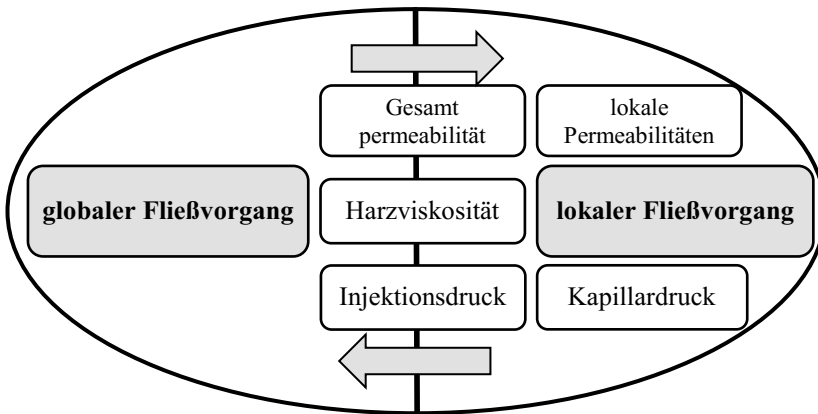 Gesamt
permeabilität
lokale
Permeabilitäten
globaler Fließvorgang
Harzviskosität
lokaler Fließvorgang
Injektionsdruck
Kapillardruck